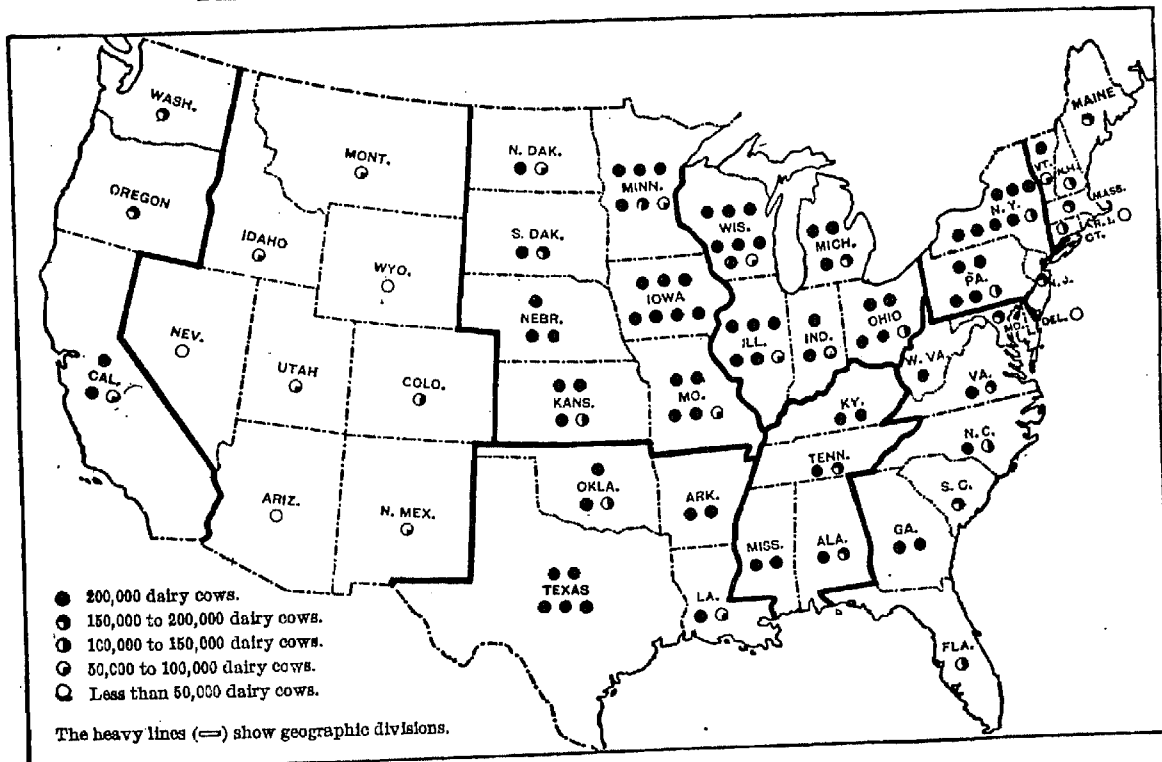 WASH.
MAINE
MONT.
N. DAK.
MINN.
VT.
N.H.
OREGON
MASS.
N.Y.
R.I.
CT.
IDAHO
S. DAK.
WIS.
MICH.
WYO.
PA.
N.J.
IOWA
NEBR.
OHIO
NEV.
ILL.
IND.
MD.
DEL.
UTAH
COLO.
W. VA.
VA.
CAL.
KANS.
MO.
KY.
N.C.
TENN.
OKLA.
S. C.
ARIZ.
N. MEX.
ARK.
GA.
MISS.
ALA.
TEXAS
LA.
FLA.
200,000 dairy cows.
150,000 to 200,000 dairy cows.
100,000 to 150,000 dairy cows.
50,000 to 100,000 dairy cows.
Less than 50,000 dairy cows.
The heavy lines (═) show geographic divisions.